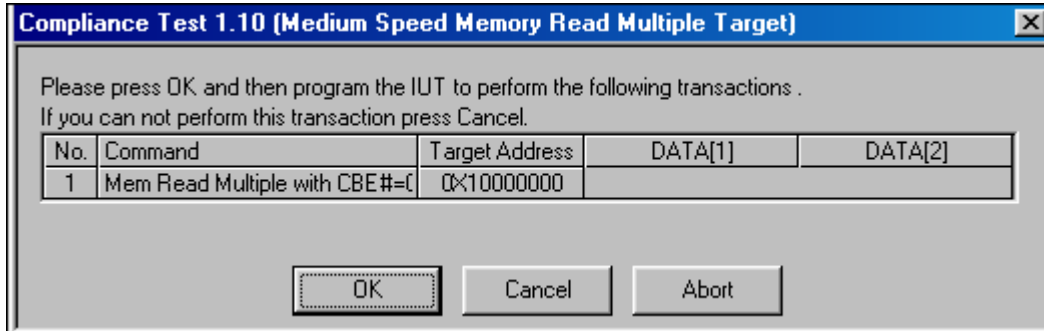 Compliance Test 1.10 (Medium Speed Memory Read Multiple Target)
Please press OK and then program the IUT to perform the following transactions .
If you can not perform this transaction press Cancel.
No. Command Target Address DATA[1] DATA[2]
1 Mem Read Multiple with CBE#=0 0X10000000
OK Cancel Abort